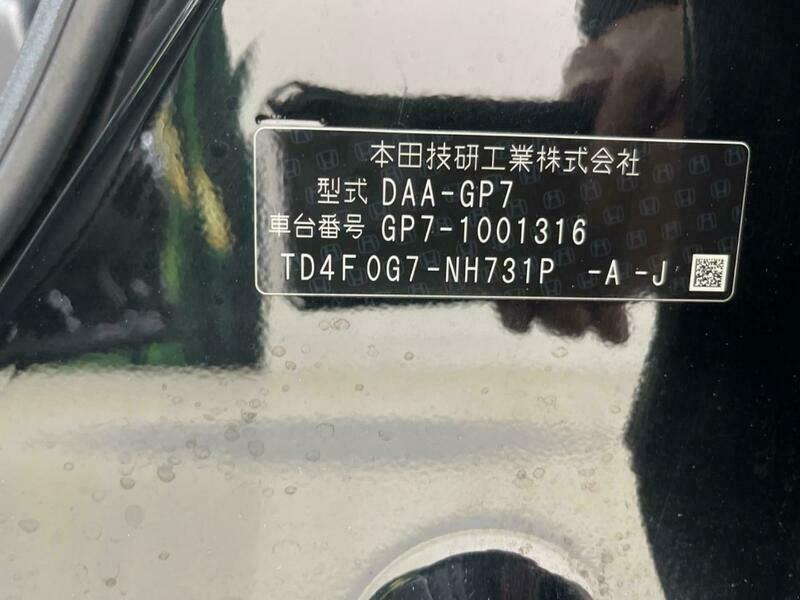 本田技研工業株式会社
型式 DAA-GP7
車台番号 GP7-1001316
TD4F0G7-NH731P -A -J